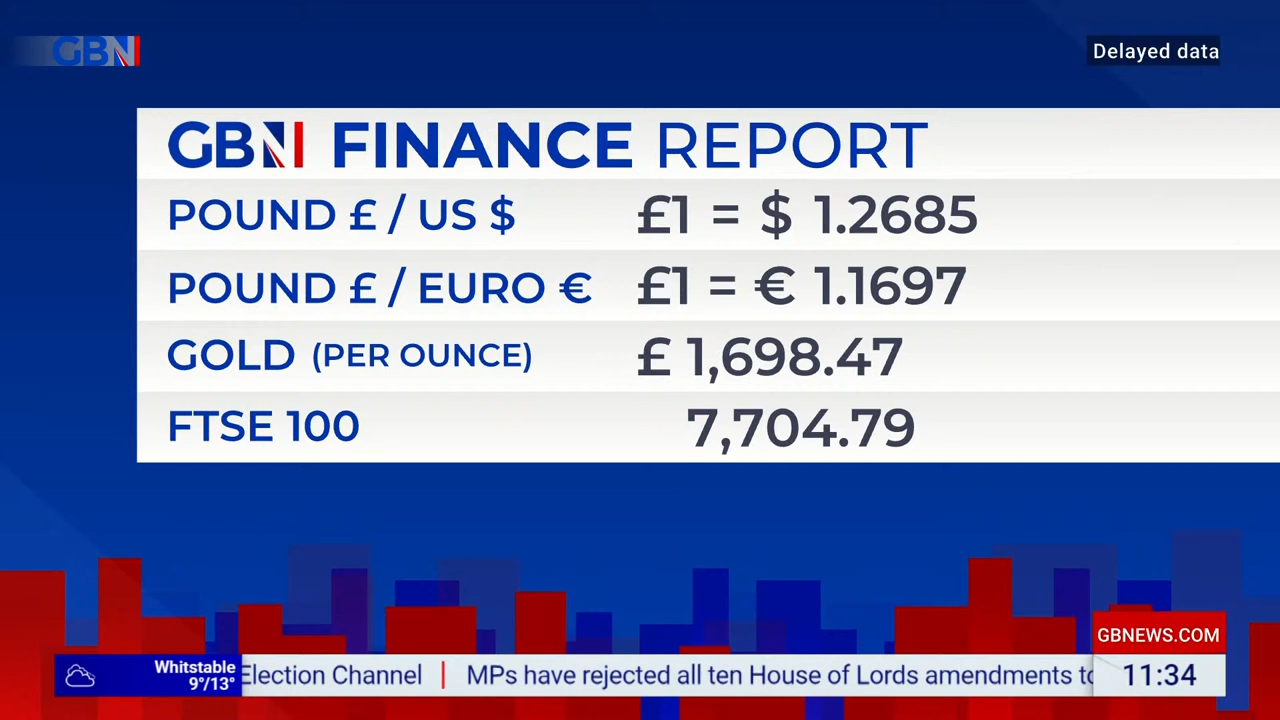 GBN
Delayed data
GBN FINANCE REPORT
POUND £ / US $ £1 = $ 1.2685
POUND £ / EURO € £1 = € 1.1697
GOLD (PER OUNCE) £ 1,698.47
FTSE 100 7,704.79
GBNEWS.COM
Whitstable
9°/13°
Election Channel | MPs have rejected all ten House of Lords amendments to
11:34